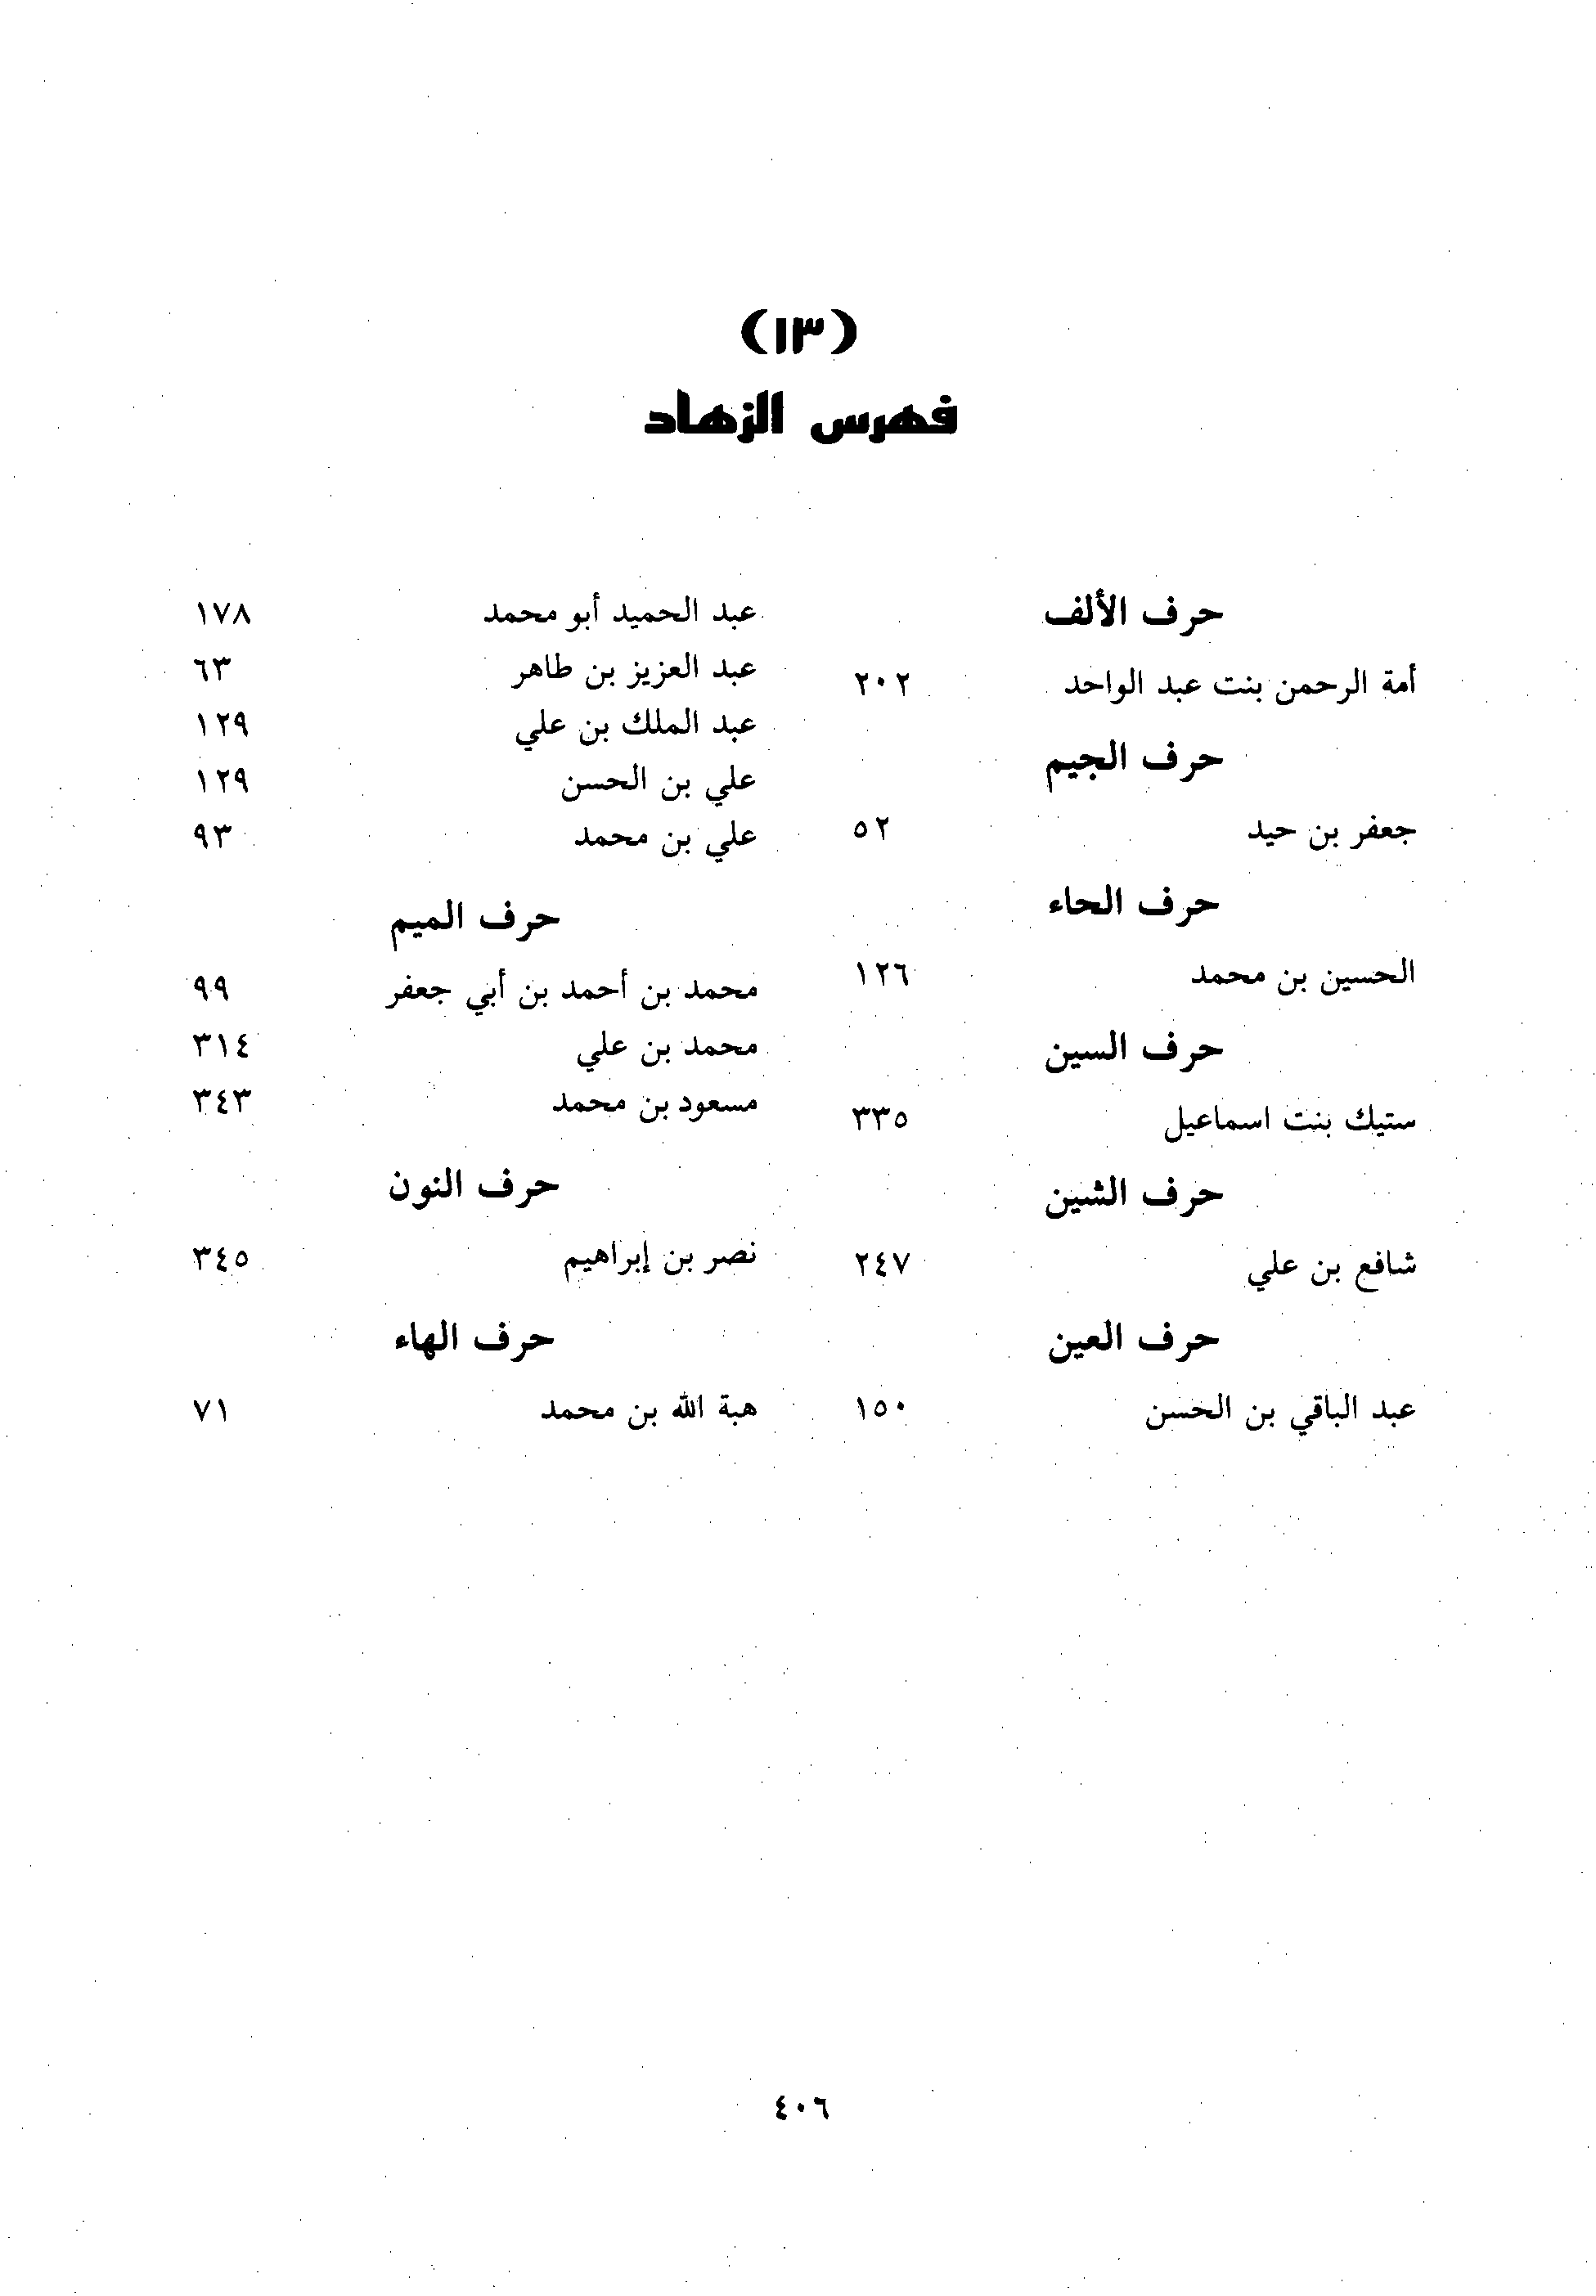 (١٣)
فهرس الزهاد
حرف الألف
أمة الرحمن بنت عبد الواحد ٢٠٢
حرف الجيم
جعفر بن حيد ٥٢
حرف الحاء
الحسين بن محمد ١٢٦
حرف السين
ستيك بنت اسماعيل ٣٣٥
حرف الشين
شافع بن علي ٢٤٧
حرف العين
عبد الباقي بن الحسن ١٥٠
عبد الحميد أبو محمد ١٧٨
عبد العزيز بن طاهر ٦٣
عبد الملك بن علي ١٢٩
علي بن الحسن ١٢٩
علي بن محمد ٩٣
حرف الميم
محمد بن أحمد بن أبي جعفر ٩٩
محمد بن علي ٣١٤
مسعود بن محمد ٣٤٣
حرف النون
نصر بن إبراهيم ٣٤٥
حرف الهاء
هبة الله بن محمد ٧١
٤٠٦